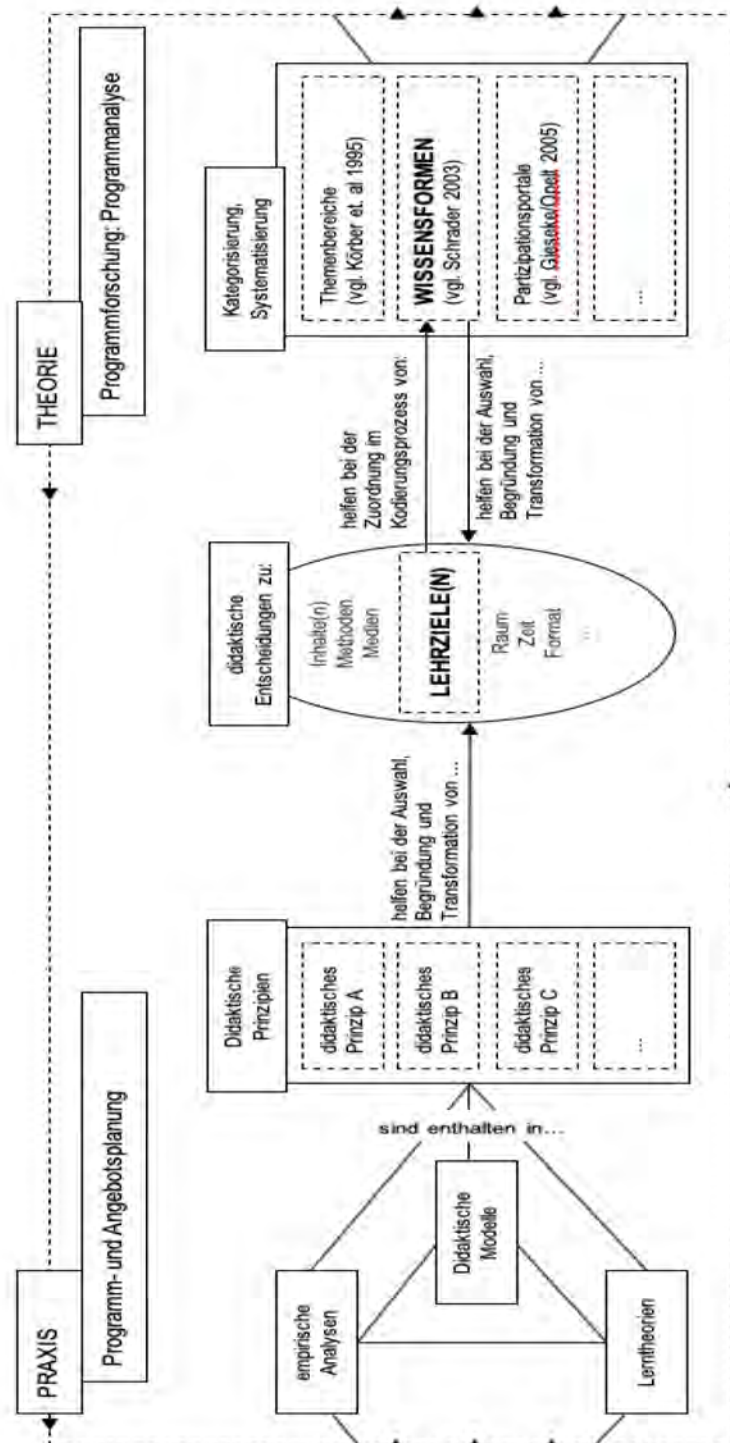 PRAXIS
Programm- und Angebotsplanung
THEORIE
Programmforschung: Programmanalyse
empirische
Analysen
Didaktische
Modelle
Lerntheorien
sind enthalten in...
Didaktische
Prinzipien
didaktisches
Prinzip A
didaktisches
Prinzip B
didaktisches
Prinzip C
...
helfen bei der Auswahl,
Begründung und
Transformation von ...
didaktische
Entscheidungen zu:
Inhalte(n)
Methoden
Medien
LEHRZIELE(N)
Raum
Zeit
Format
...
helfen bei der
Zuordnung im
Kodierungsprozess von:
helfen bei der Auswahl,
Begründung und
Transformation von ...
Kategorisierung,
Systematisierung
Themenbereiche
(vgl. Körber et. al 1995)
WISSENSFORMEN
(vgl. Schrader 2003)
Partizipationsportale
(vgl. Gieseke/Opelt 2005)
...